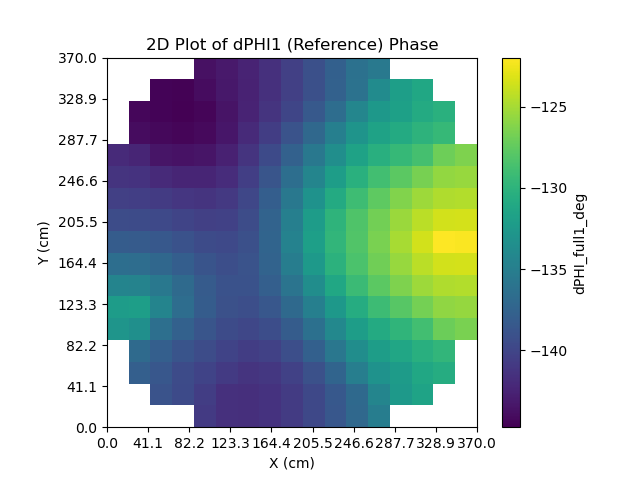 2D Plot of dPHI1 (Reference) Phase
370.0
328.9
287.7
246.6
205.5
164.4
123.3
82.2
41.1
0.0
Y (cm)
0.0 41.1 82.2 123.3 164.4 205.5 246.6 287.7 328.9 370.0
X (cm)
−125
−130
−135
−140
dPHI_full1_deg